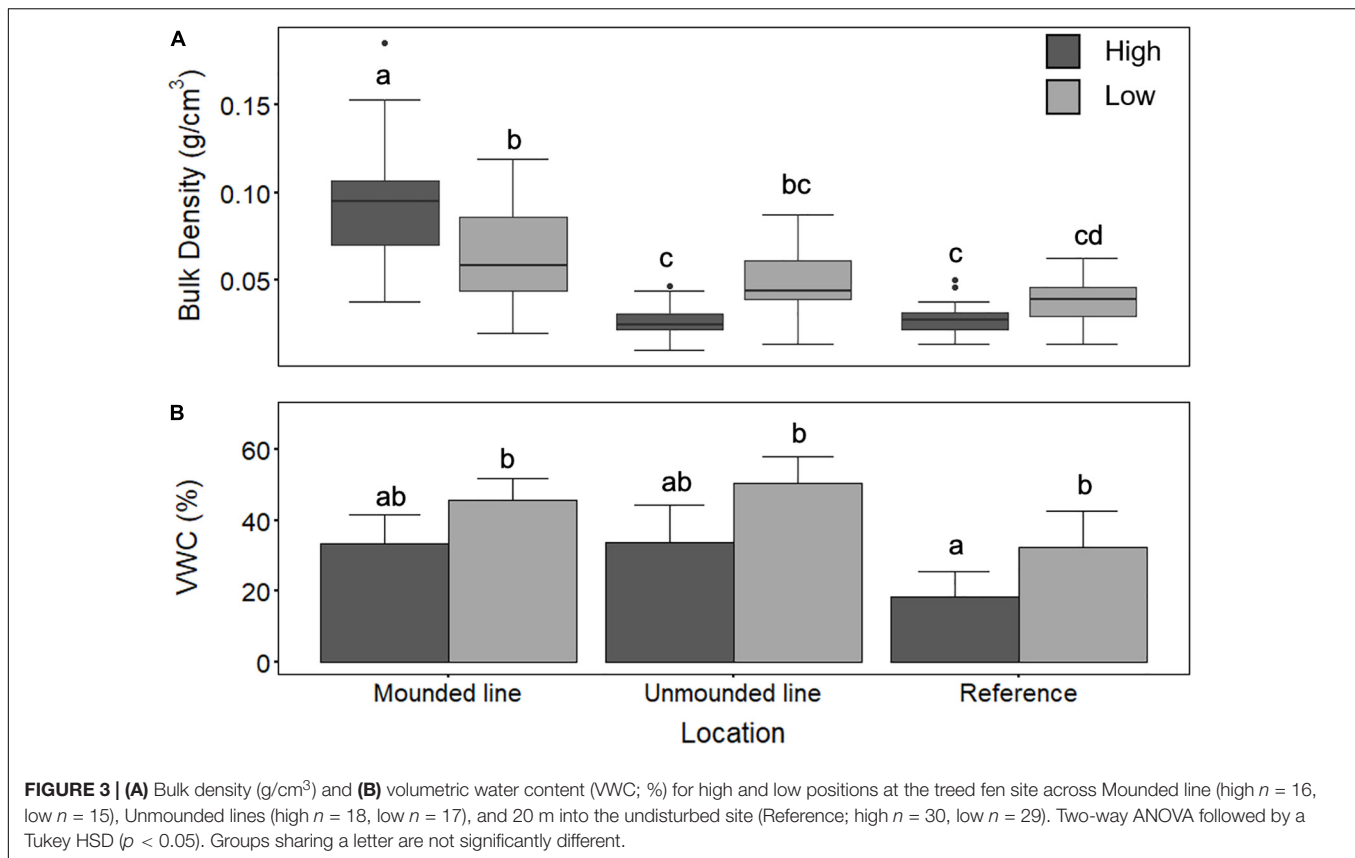 A
Bulk Density (g/cm³)
0.15
0.10
0.05
a
b
c
bc
c
cd
High
Low
B
VWC (%)
60
40
20
0
ab
b
ab
b
a
b
Mounded line Unmounded line Reference
Location
FIGURE 3 | (A) Bulk density (g/cm³) and (B) volumetric water content (VWC; %) for high and low positions at the treed fen site across Mounded line (high n = 16,
low n = 15), Unmounded lines (high n = 18, low n = 17), and 20 m into the undisturbed site (Reference; high n = 30, low n = 29). Two-way ANOVA followed by a
Tukey HSD (p < 0.05). Groups sharing a letter are not significantly different.